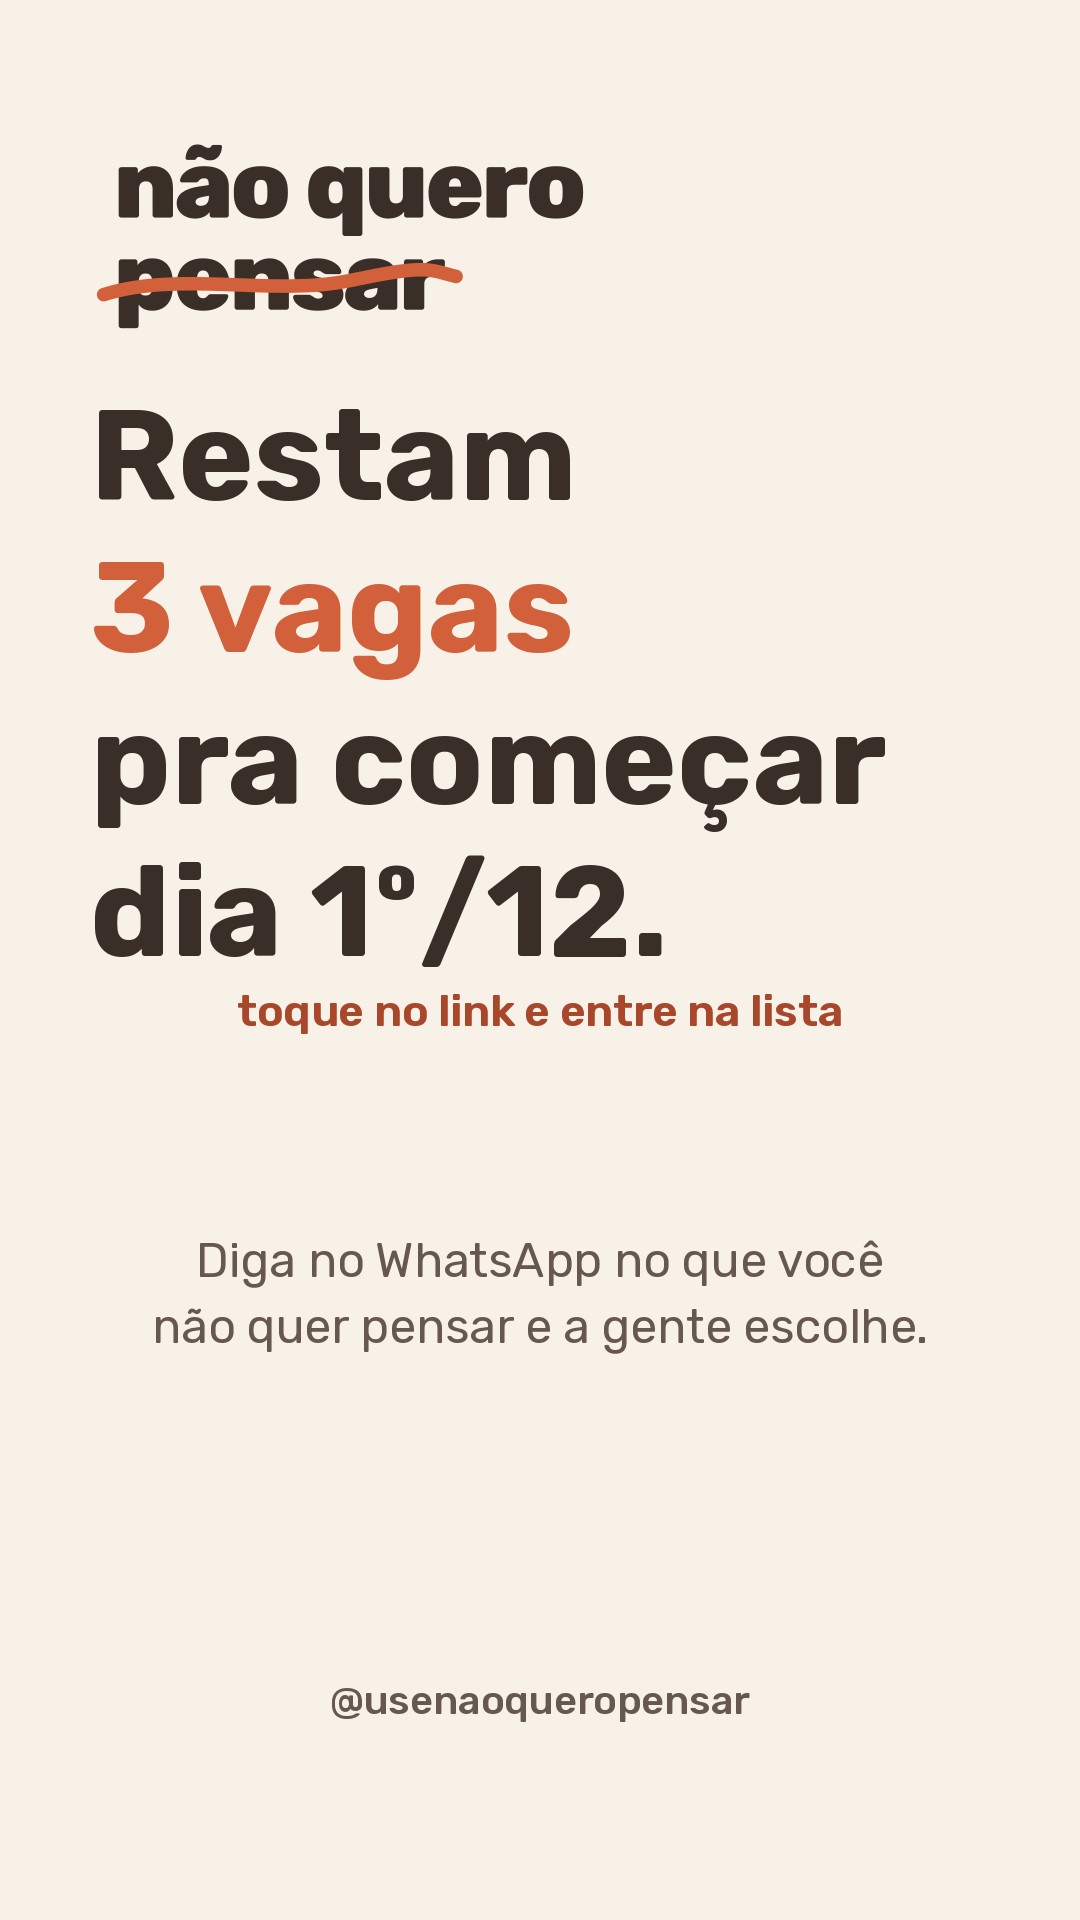 não quero
pensar
Restam
3 vagas
pra começar
dia 1º/12.
toque no link e entre na lista
Diga no WhatsApp no que você
não quer pensar e a gente escolhe.
@usenaoqueropensar